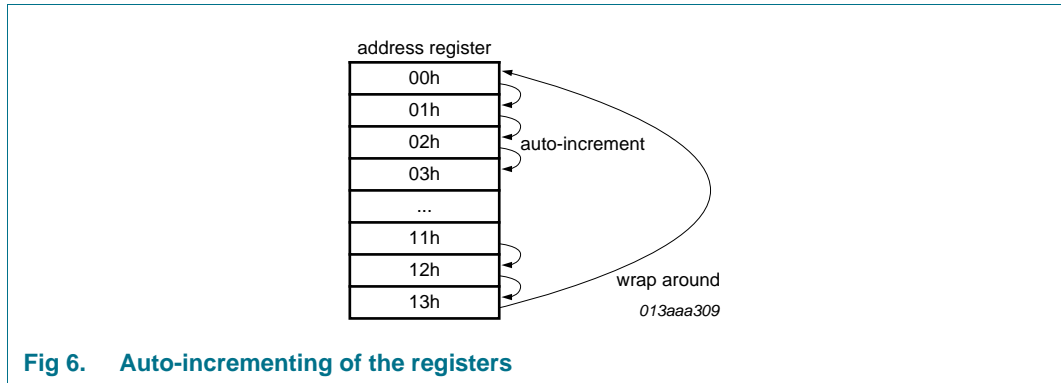 address register
00h
01h
02h
auto-increment
03h
...
11h
12h
wrap around
13h
013aaa309
Fig 6. Auto-incrementing of the registers